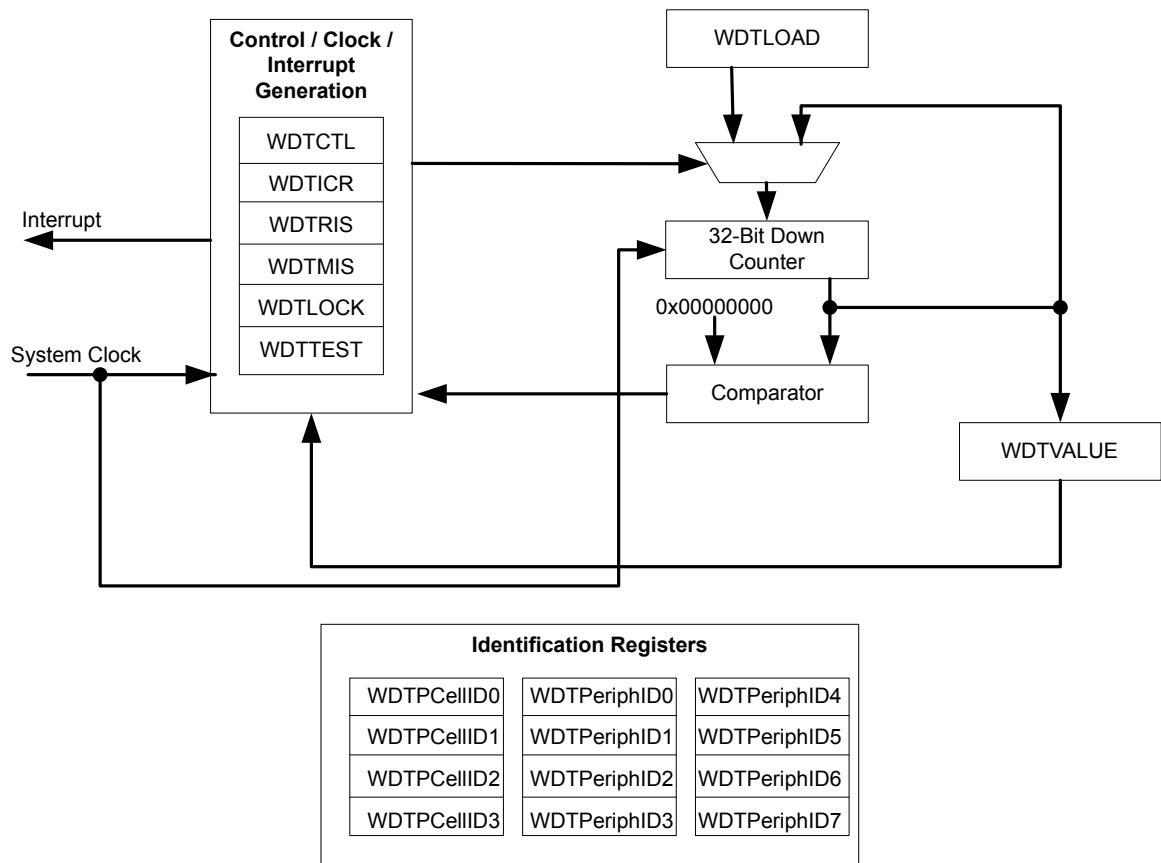 Control / Clock /
Interrupt
Generation
WDTCTL
WDTICR
WDTRIS
WDTMIS
WDTLOCK
WDTTEST
Interrupt
System Clock
WDTLOAD
32-Bit Down
Counter
0x00000000
Comparator
WDTVALUE
Identification Registers
WDTPCellID0 WDTPeriphID0 WDTPeriphID4
WDTPCellID1 WDTPeriphID1 WDTPeriphID5
WDTPCellID2 WDTPeriphID2 WDTPeriphID6
WDTPCellID3 WDTPeriphID3 WDTPeriphID7